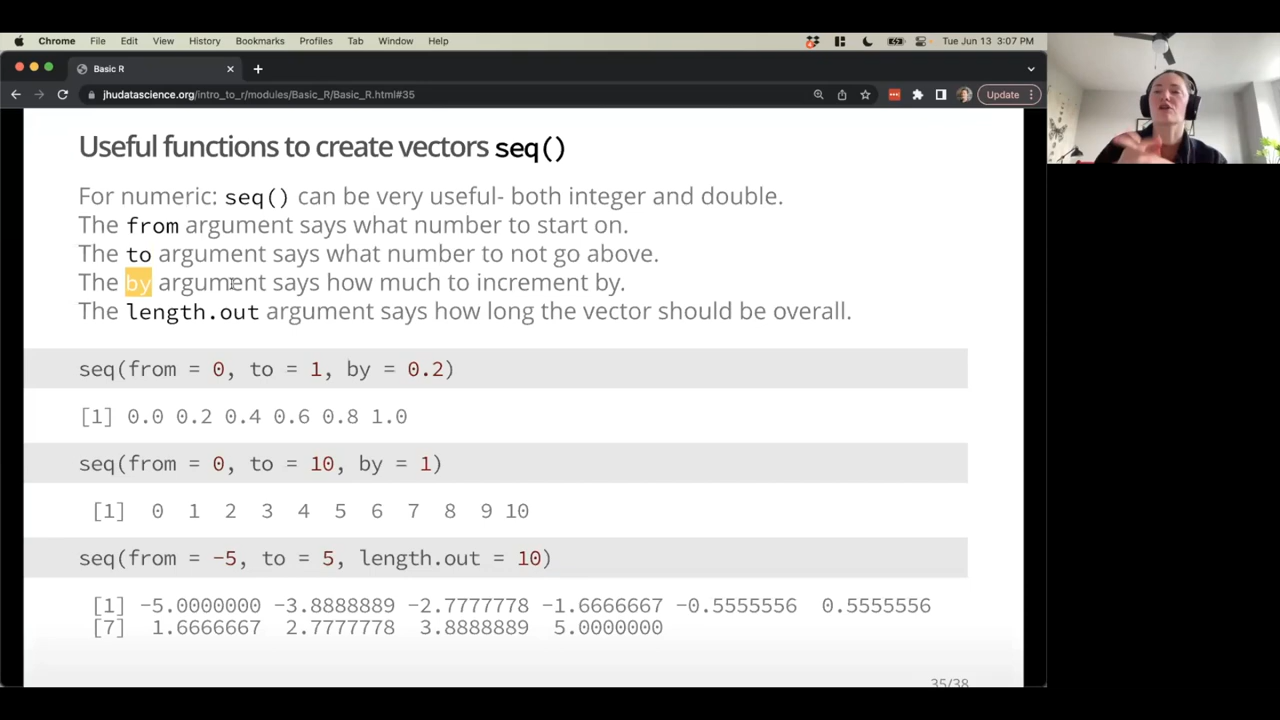 Chrome File Edit View History Bookmarks Profiles Tab Window Help Tue Jun 13 3:07 PM
Basic R
jhudatascience.org/intro_to_r/modules/Basic_R/Basic_R.html#35 Update
Useful functions to create vectors seq()
For numeric: seq() can be very useful- both integer and double.
The from argument says what number to start on.
The to argument says what number to not go above.
The by argument says how much to increment by.
The length.out argument says how long the vector should be overall.
seq(from = 0, to = 1, by = 0.2)
[1] 0.0 0.2 0.4 0.6 0.8 1.0
seq(from = 0, to = 10, by = 1)
[1] 0 1 2 3 4 5 6 7 8 9 10
seq(from = -5, to = 5, length.out = 10)
[1] -5.0000000 -3.8888889 -2.7777778 -1.6666667 -0.5555556 0.5555556
[7] 1.6666667 2.7777778 3.8888889 5.0000000
35/38